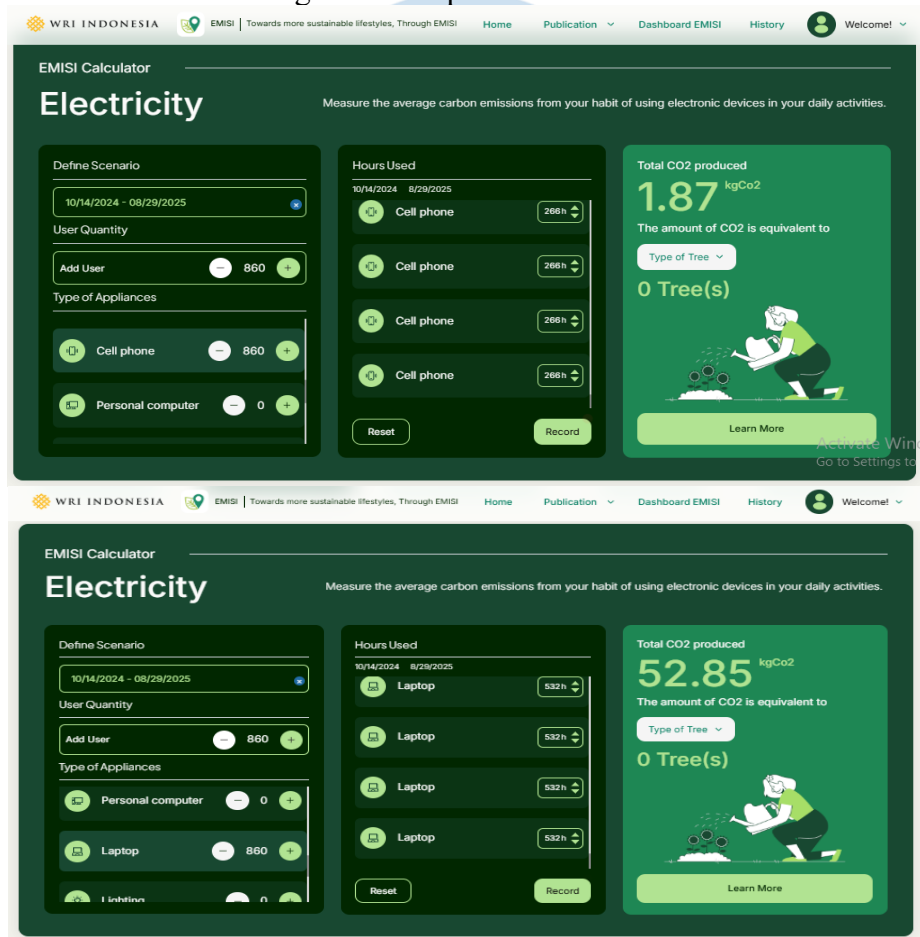 WRI INDONESIA EMISI Towards more sustainable lifestyles, Through EMISI Home Publication Dashboard EMISI History Welcome!
EMISI Calculator
Electricity
Measure the average carbon emissions from your habit of using electronic devices in your daily activities.
Define Scenario
10/14/2024 - 08/29/2025
User Quantity
Add User − 860 +
Type of Appliances
Cell phone − 860 +
Personal computer − 0 +
Hours Used
10/14/2024 8/29/2025
Cell phone 266 h
Cell phone 266 h
Cell phone 266 h
Cell phone 266 h
Reset Record
Total CO2 produced
1.87 kgCo2
The amount of CO2 is equivalent to
Type of Tree
0 Tree(s)
Learn More
Activate Win
Go to Settings to
WRI INDONESIA EMISI Towards more sustainable lifestyles, Through EMISI Home Publication Dashboard EMISI History Welcome!
EMISI Calculator
Electricity
Measure the average carbon emissions from your habit of using electronic devices in your daily activities.
Define Scenario
10/14/2024 - 08/29/2025
User Quantity
Add User − 860 +
Type of Appliances
Personal computer − 0 +
Laptop − 860 +
Lighting − 0 +
Hours Used
10/14/2024 8/29/2025
Laptop 532 h
Laptop 532 h
Laptop 532 h
Laptop 532 h
Reset Record
Total CO2 produced
52.85 kgCo2
The amount of CO2 is equivalent to
Type of Tree
0 Tree(s)
Learn More